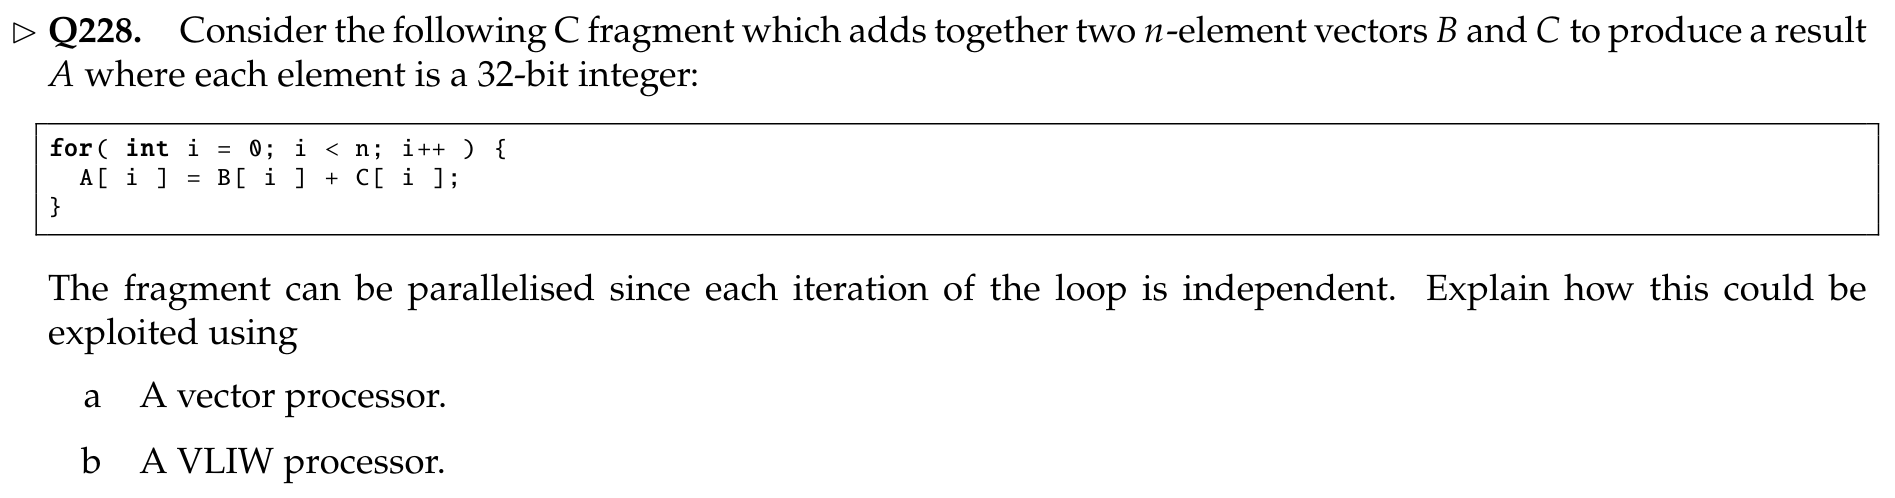 ▷ Q228. Consider the following C fragment which adds together two n-element vectors B and C to produce a result
A where each element is a 32-bit integer:
for( int i = 0; i < n; i++ ) {
A[ i ] = B[ i ] + C[ i ];
}
The fragment can be parallelised since each iteration of the loop is independent. Explain how this could be
exploited using
a A vector processor.
b A VLIW processor.